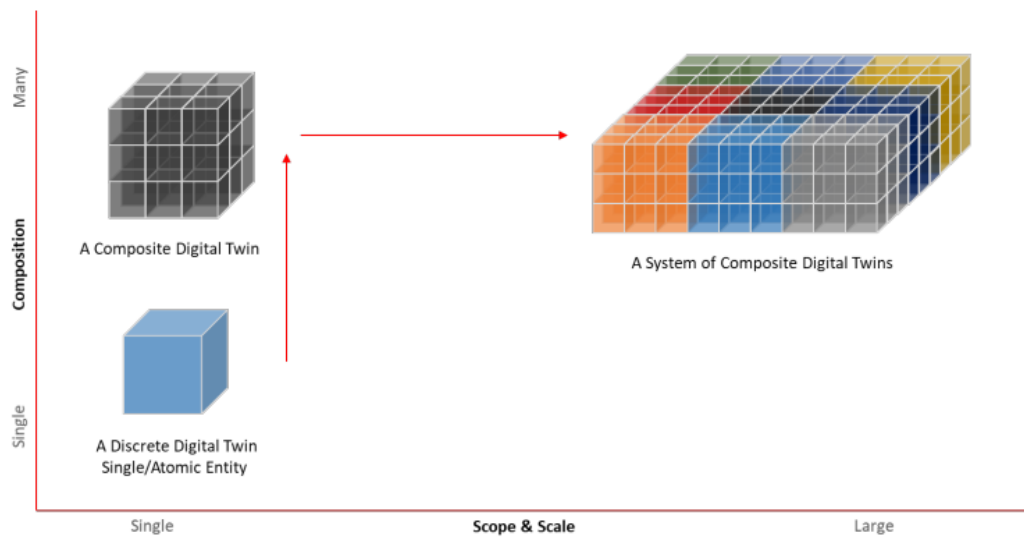 Many
A Composite Digital Twin
A System of Composite Digital Twins
Composition
Single
A Discrete Digital Twin
Single/Atomic Entity
Single
Scope & Scale
Large